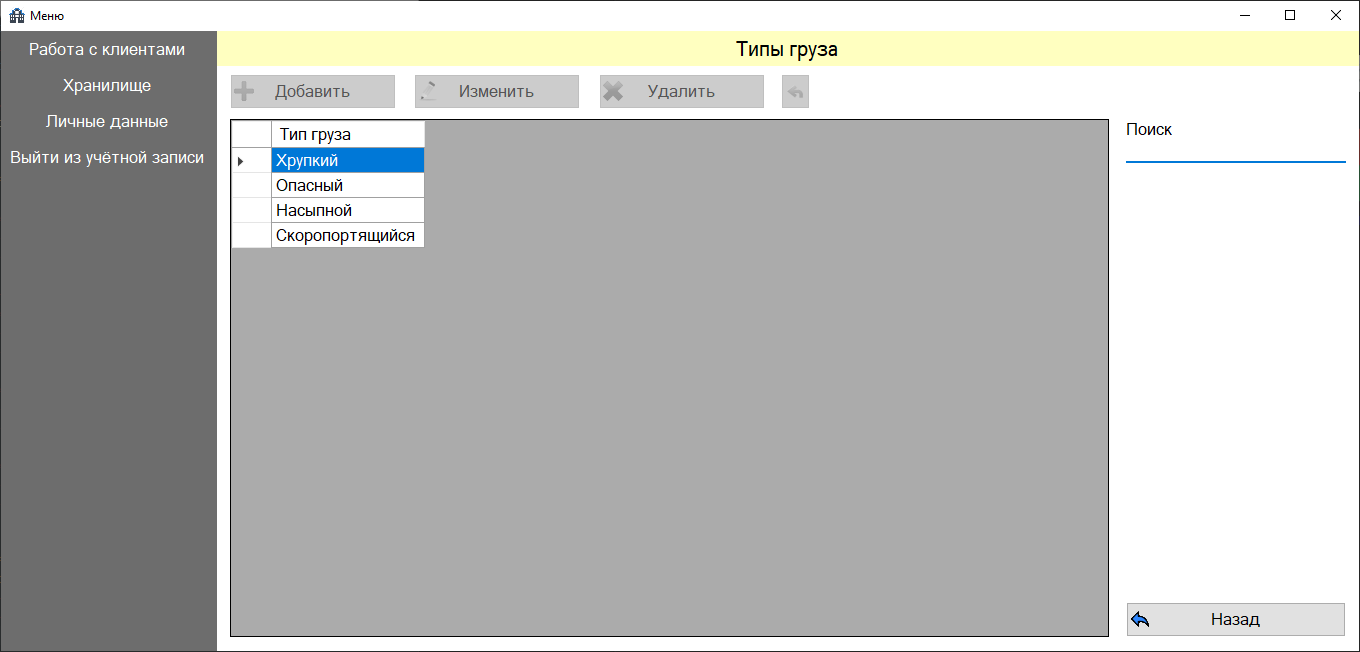 Меню
Работа с клиентами
Хранилище
Личные данные
Выйти из учётной записи
Типы груза
Добавить
Изменить
Удалить
Тип груза
Хрупкий
Опасный
Насыпной
Скоропортящийся
Поиск
Назад